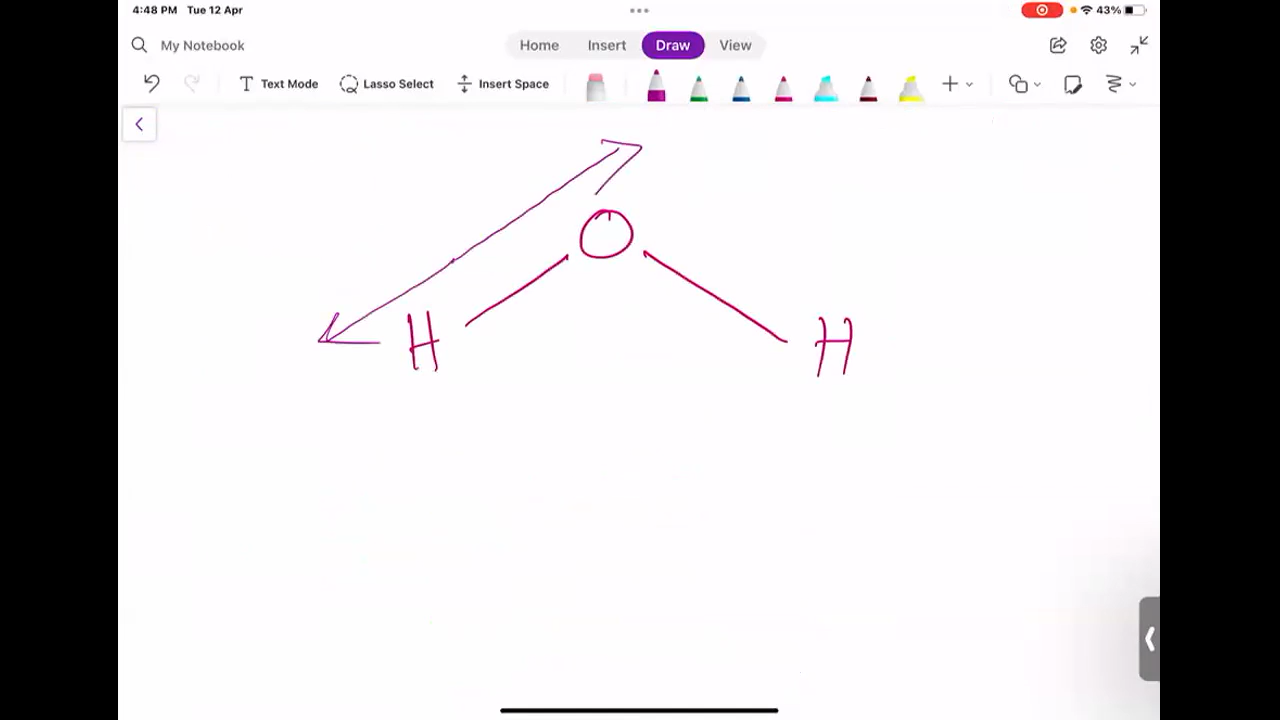 4:48 PM Tue 12 Apr 43%
My Notebook Home Insert Draw View
Text Mode Lasso Select Insert Space
O
H H